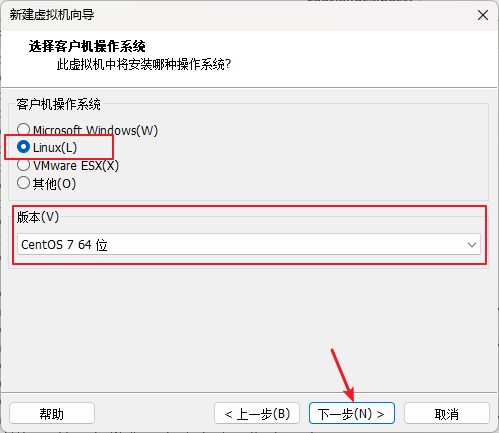 新建虚拟机向导
选择客户机操作系统
此虚拟机中将安装哪种操作系统?
客户机操作系统
Microsoft Windows(W)
Linux(L)
VMware ESX(X)
其他(O)
版本(V)
CentOS 7 64 位
帮助
< 上一步(B)
下一步(N) >
取消